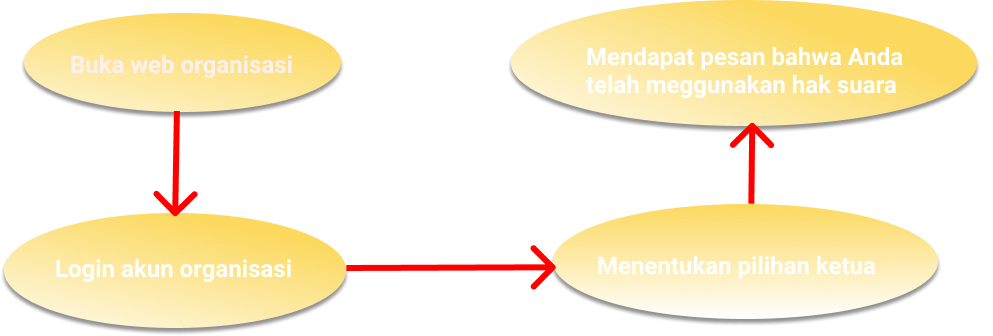 Buka web organisasi
Login akun organisasi
Menentukan pilihan ketua
Mendapat pesan bahwa Anda
telah meggunakan hak suara